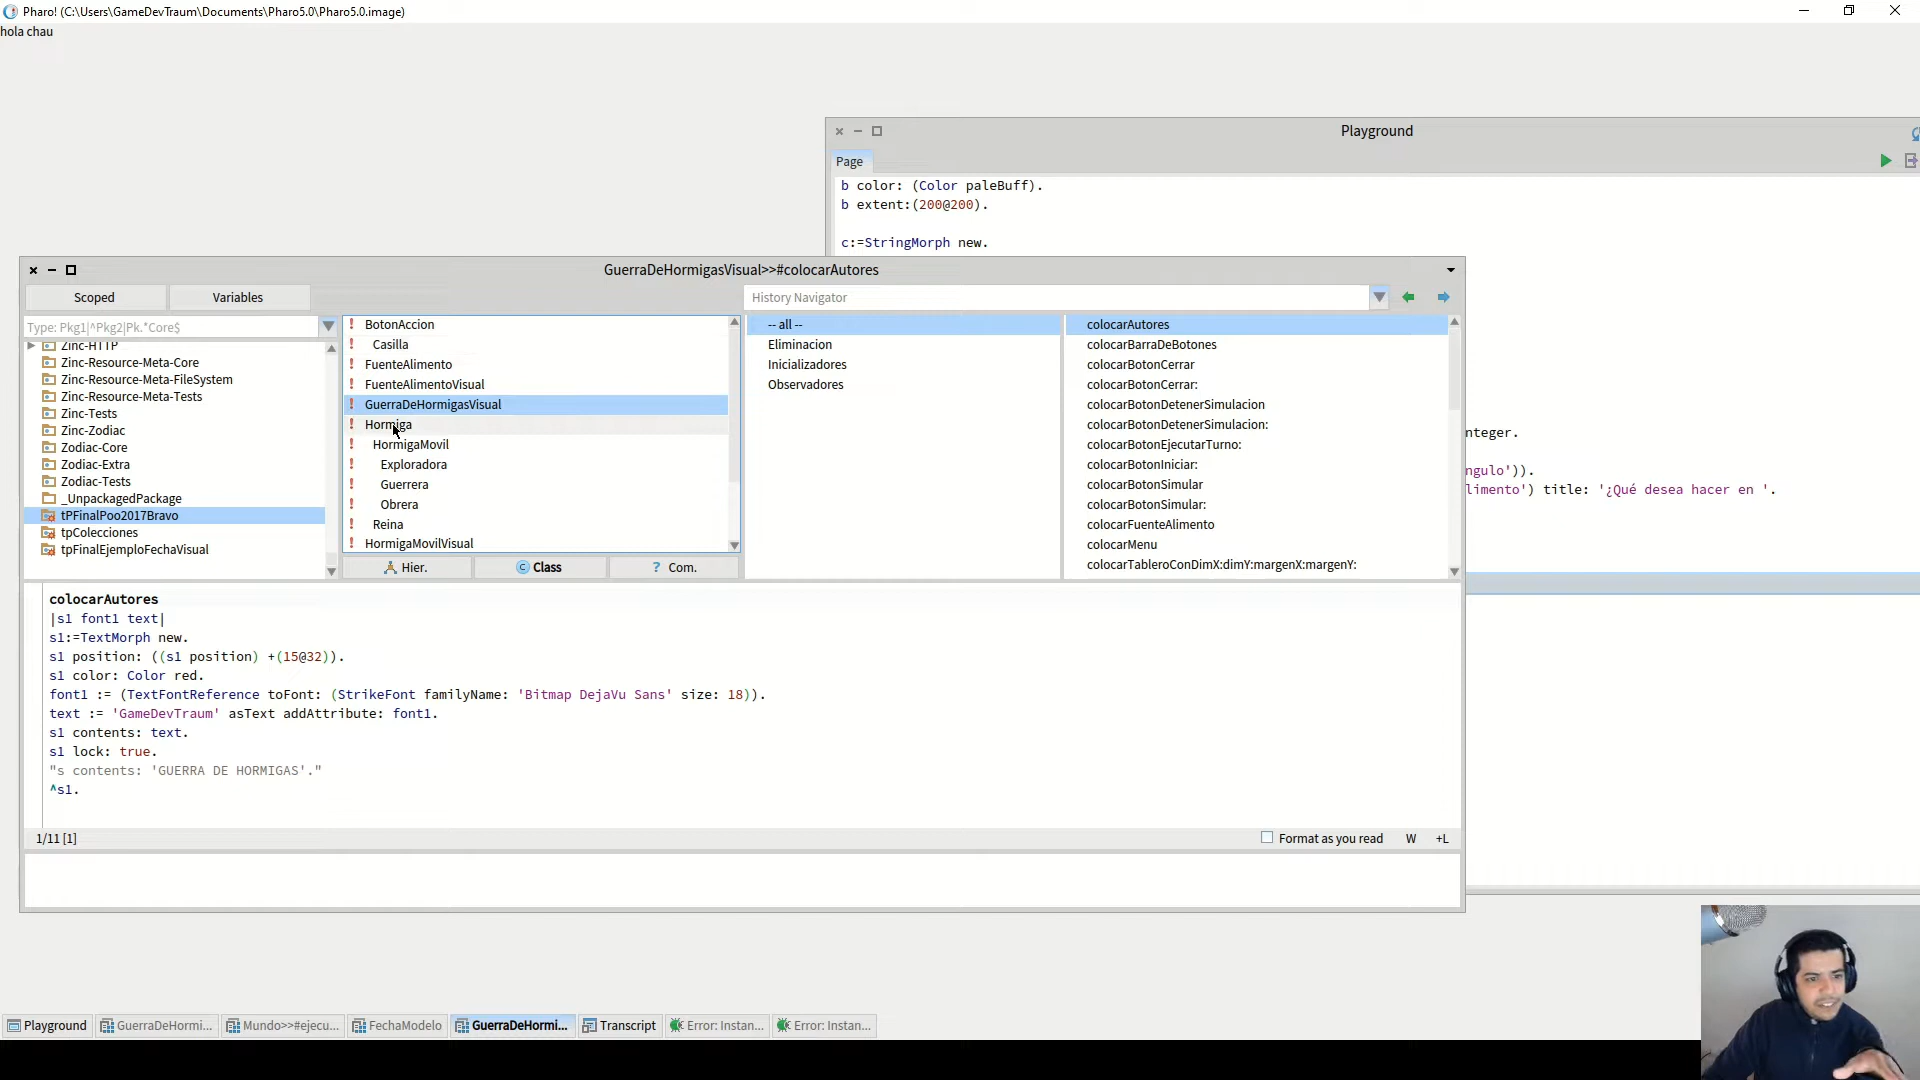 Pharo! (C:\Users\GameDevTraum\Documents\Pharo5.0\Pharo5.0.image)
hola chau
Playground
Page
b color: (Color paleBuff).
b extent:(200@200).
c:=StringMorph new.
nteger.
ngulo')).
limento') title: '¿Qué desea hacer en '.
GuerraDeHormigasVisual>>#colocarAutores
Scoped
Variables
History Navigator
Type: Pkg1|^Pkg2|Pk.*Core$
Zinc-HTTP
Zinc-Resource-Meta-Core
Zinc-Resource-Meta-FileSystem
Zinc-Resource-Meta-Tests
Zinc-Tests
Zinc-Zodiac
Zodiac-Core
Zodiac-Extra
Zodiac-Tests
_UnpackagedPackage
tPFinalPoo2017Bravo
tpColecciones
tpFinalEjemploFechaVisual
! BotonAccion
! Casilla
! FuenteAlimento
! FuenteAlimentoVisual
! GuerraDeHormigasVisual
! Hormiga
! HormigaMovil
! Exploradora
! Guerrera
! Obrera
! Reina
! HormigaMovilVisual
Hier.
Class
? Com.
-- all --
Eliminacion
Inicializadores
Observadores
colocarAutores
colocarBarraDeBotones
colocarBotonCerrar
colocarBotonCerrar:
colocarBotonDetenerSimulacion
colocarBotonDetenerSimulacion:
colocarBotonEjecutarTurno:
colocarBotonIniciar:
colocarBotonSimular
colocarBotonSimular:
colocarFuenteAlimento
colocarMenu
colocarTableroConDimX:dimY:margenX:margenY:
colocarAutores
|s1 font1 text|
s1:=TextMorph new.
s1 position: ((s1 position) +(15@32)).
s1 color: Color red.
font1 := (TextFontReference toFont: (StrikeFont familyName: 'Bitmap DejaVu Sans' size: 18)).
text := 'GameDevTraum' asText addAttribute: font1.
s1 contents: text.
s1 lock: true.
"s contents: 'GUERRA DE HORMIGAS'."
^s1.
1/11 [1]
Format as you read
W
+L
Playground
GuerraDeHormi...
Mundo>>#ejecu...
FechaModelo
GuerraDeHormi...
Transcript
Error: Instan...
Error: Instan...